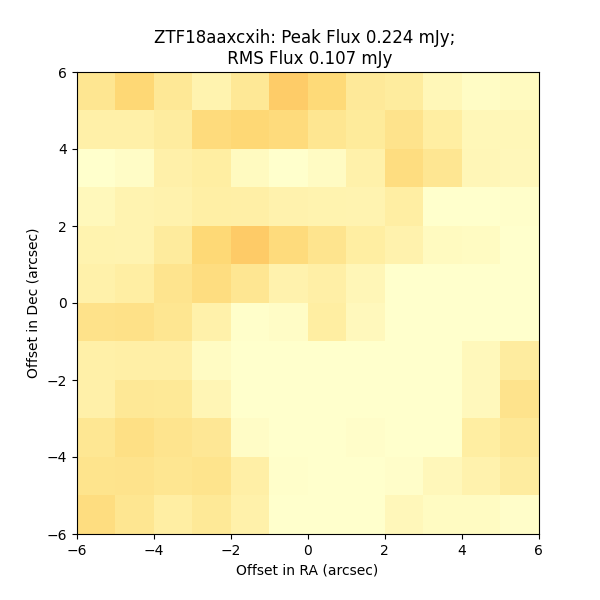 ZTF18aaxcxih: Peak Flux 0.224 mJy;
RMS Flux 0.107 mJy
6
4
2
0
−2
−4
−6
Offset in Dec (arcsec)
−6 −4 −2 0 2 4 6
Offset in RA (arcsec)